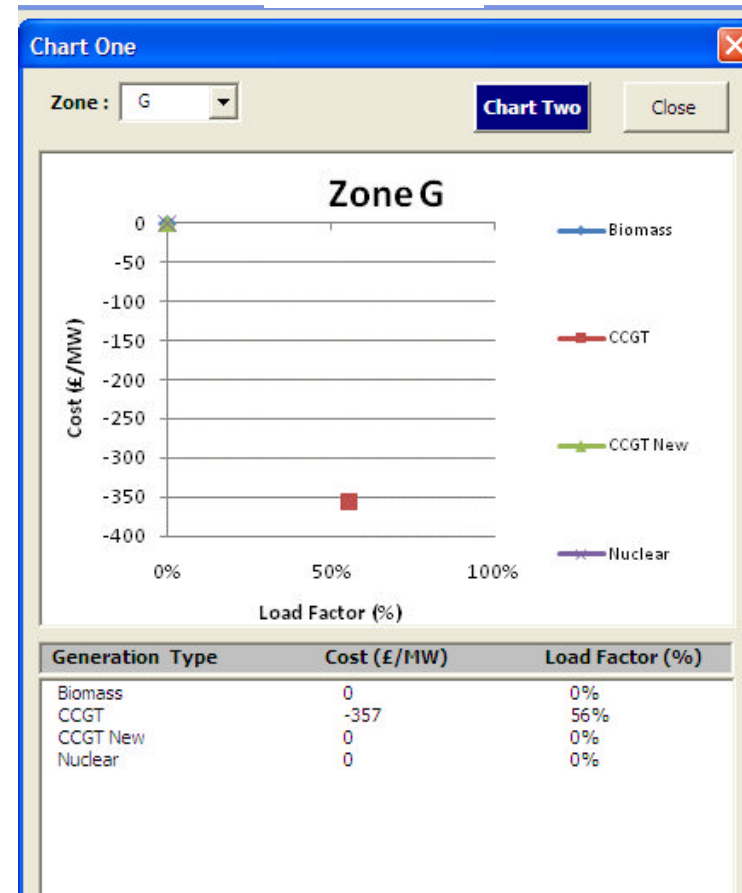 Chart One
Zone : G
Chart Two
Close
Zone G
0
-50
-100
-150
-200
-250
-300
-350
-400
Cost (£/MW)
0% 50% 100%
Load Factor (%)
Biomass
CCGT
CCGT New
Nuclear
Generation Type Cost (£/MW) Load Factor (%)
Biomass 0 0%
CCGT -357 56%
CCGT New 0 0%
Nuclear 0 0%